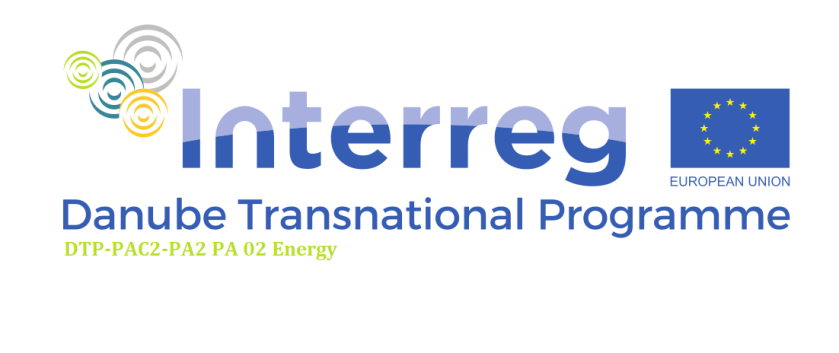 Interreg
EUROPEAN UNION
Danube Transnational Programme
DTP-PAC2-PA2 PA 02 Energy